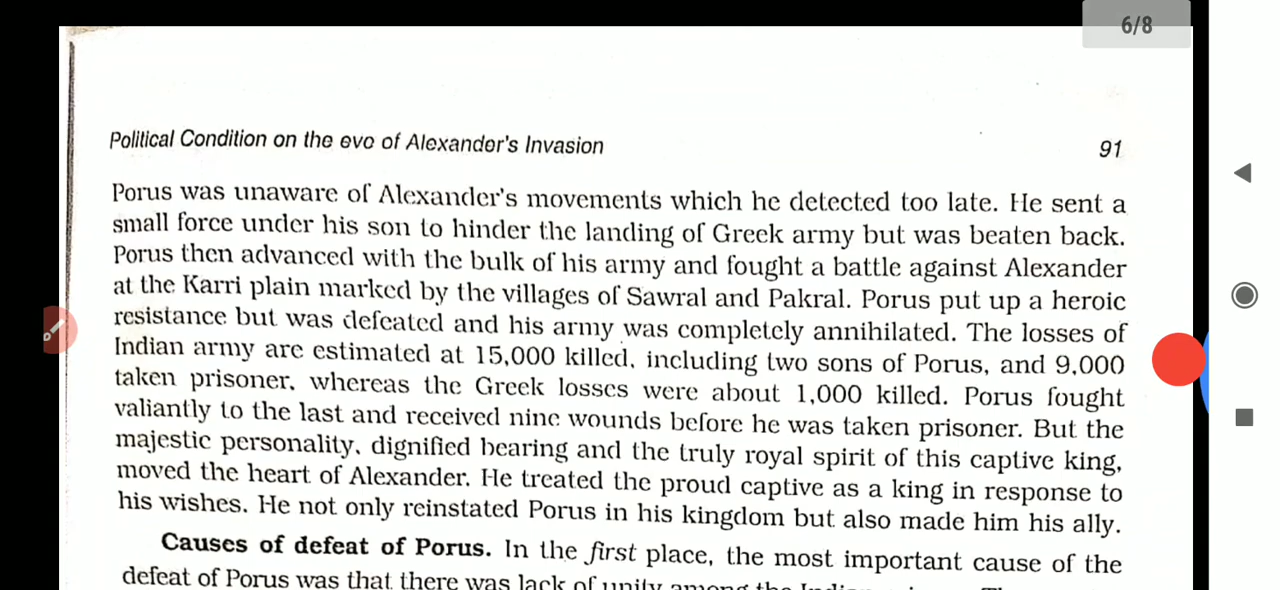 6/8
Political Condition on the eve of Alexander's Invasion 91
Porus was unaware of Alexander's movements which he detected too late. He sent a
small force under his son to hinder the landing of Greek army but was beaten back.
Porus then advanced with the bulk of his army and fought a battle against Alexander
at the Karri plain marked by the villages of Sawral and Pakral. Porus put up a heroic
resistance but was defeated and his army was completely annihilated. The losses of
Indian army are estimated at 15,000 killed, including two sons of Porus, and 9,000
taken prisoner, whereas the Greek losses were about 1,000 killed. Porus fought
valiantly to the last and received nine wounds before he was taken prisoner. But the
majestic personality, dignified bearing and the truly royal spirit of this captive king,
moved the heart of Alexander. He treated the proud captive as a king in response to
his wishes. He not only reinstated Porus in his kingdom but also made him his ally.
Causes of defeat of Porus. In the first place, the most important cause of the
defeat of Porus was that there was lack of unity among the